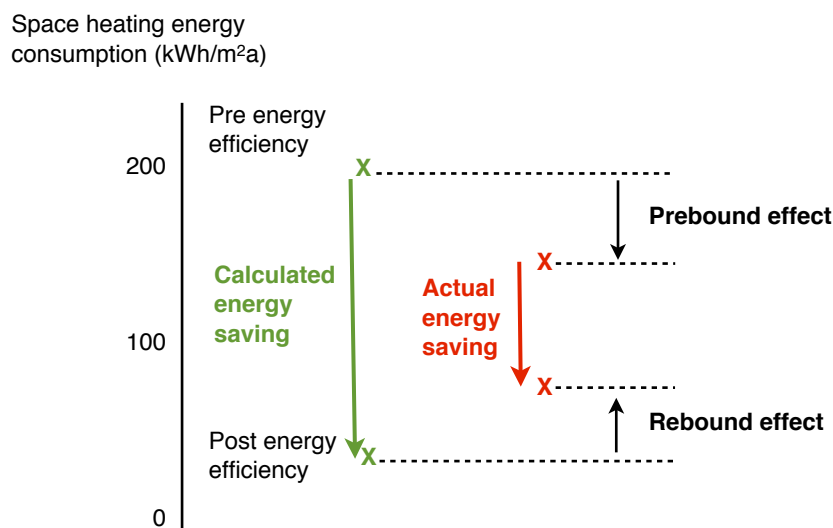 Space heating energy
consumption (kWh/m²a)
Pre energy
efficiency
200
X
Prebound effect
Calculated
energy
saving
X
Actual
energy
saving
100
X
Rebound effect
Post energy
efficiency
X
0